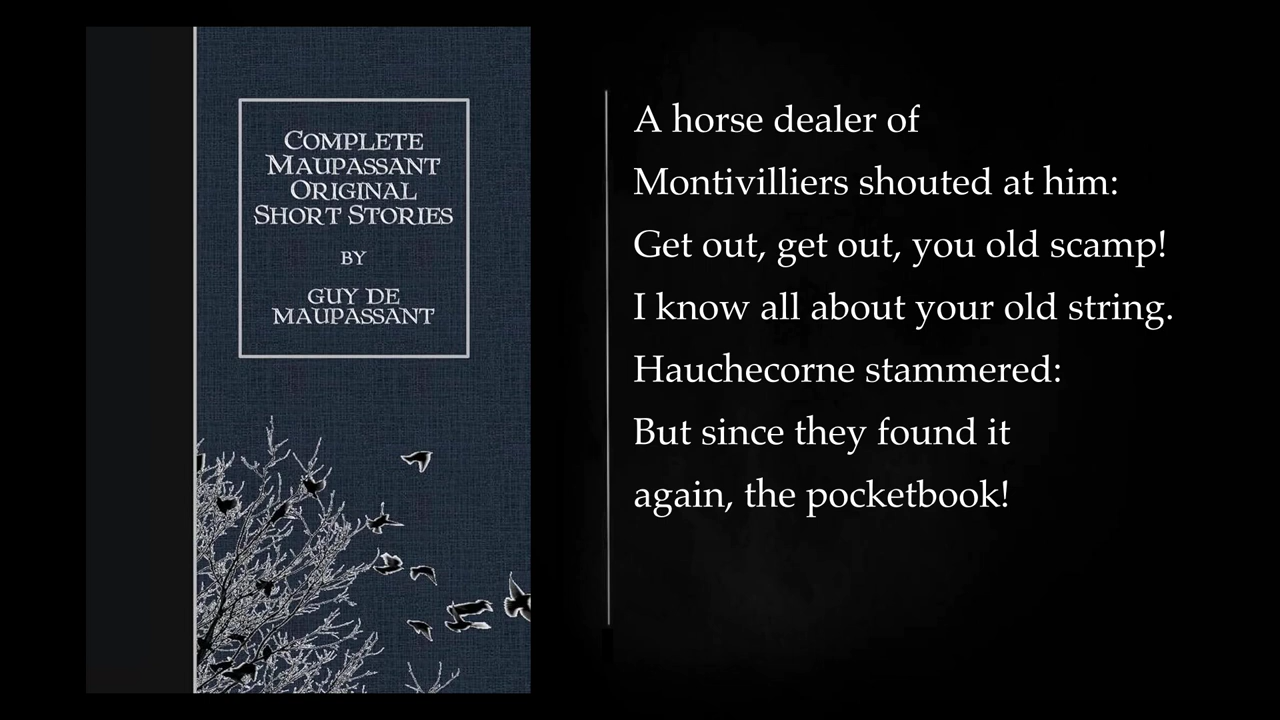 COMPLETE
MAUPASSANT
ORIGINAL
SHORT STORIES
BY
GUY DE
MAUPASSANT
A horse dealer of
Montivilliers shouted at him:
Get out, get out, you old scamp!
I know all about your old string.
Hauchecorne stammered:
But since they found it
again, the pocketbook!